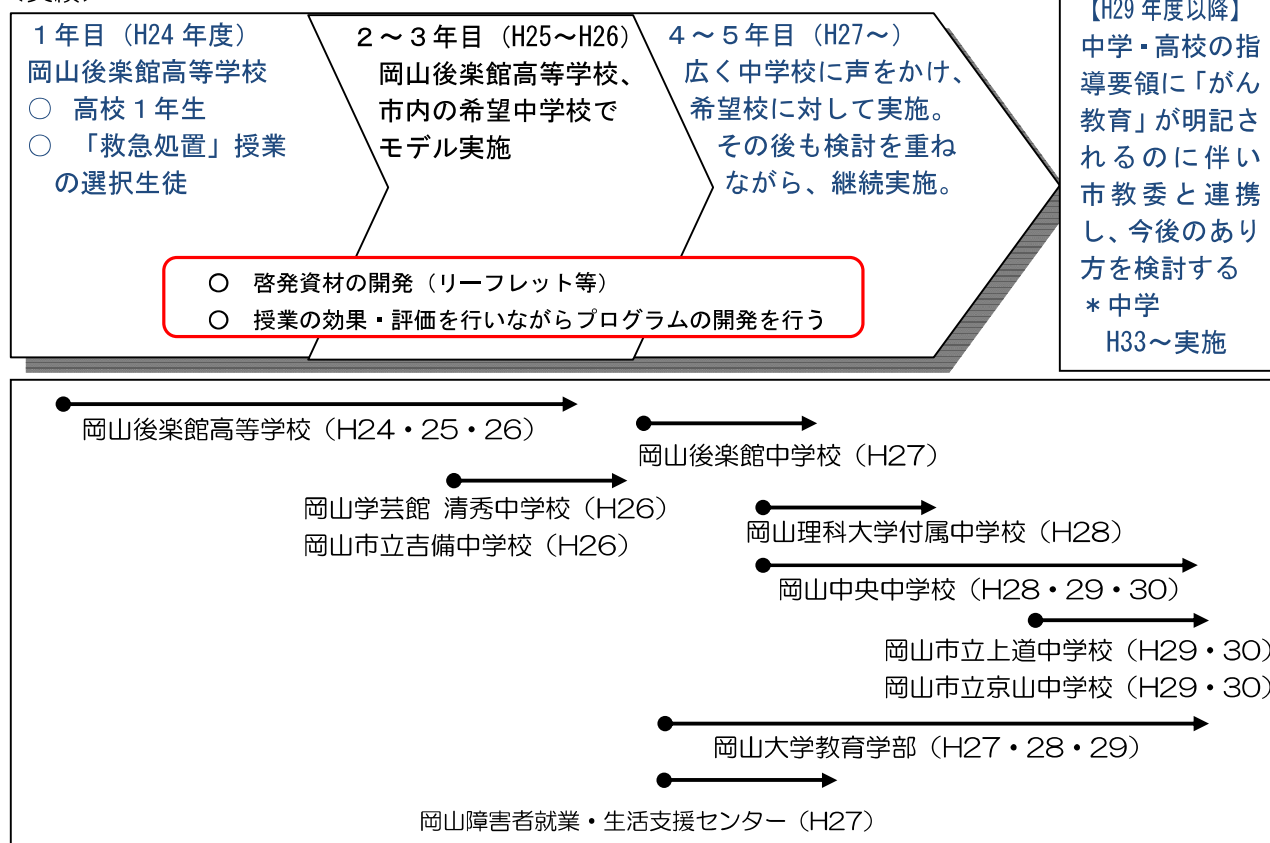 1年目（H24年度）
岡山後楽館高等学校
○ 高校1年生
○ 「救急処置」授業
の選択生徒
2～3年目（H25～H26）
岡山後楽館高等学校、
市内の希望中学校で
モデル実施
4～5年目（H27～）
広く中学校に声をかけ、
希望校に対して実施。
その後も検討を重ね
ながら、継続実施。
○ 啓発資材の開発（リーフレット等）
○ 授業の効果・評価を行いながらプログラムの開発を行う
【H29年度以降】
中学・高校の指
導要領に「がん
教育」が明記さ
れるのに伴い
市教委と連携
し、今後のあり
方を検討する
＊中学
H33～実施
岡山後楽館高等学校（H24・25・26）
岡山後楽館中学校（H27）
岡山学芸館 清秀中学校（H26）
岡山市立吉備中学校（H26）
岡山理科大学付属中学校（H28）
岡山中央中学校（H28・29・30）
岡山市立上道中学校（H29・30）
岡山市立京山中学校（H29・30）
岡山大学教育学部（H27・28・29）
岡山障害者就業・生活支援センター（H27）